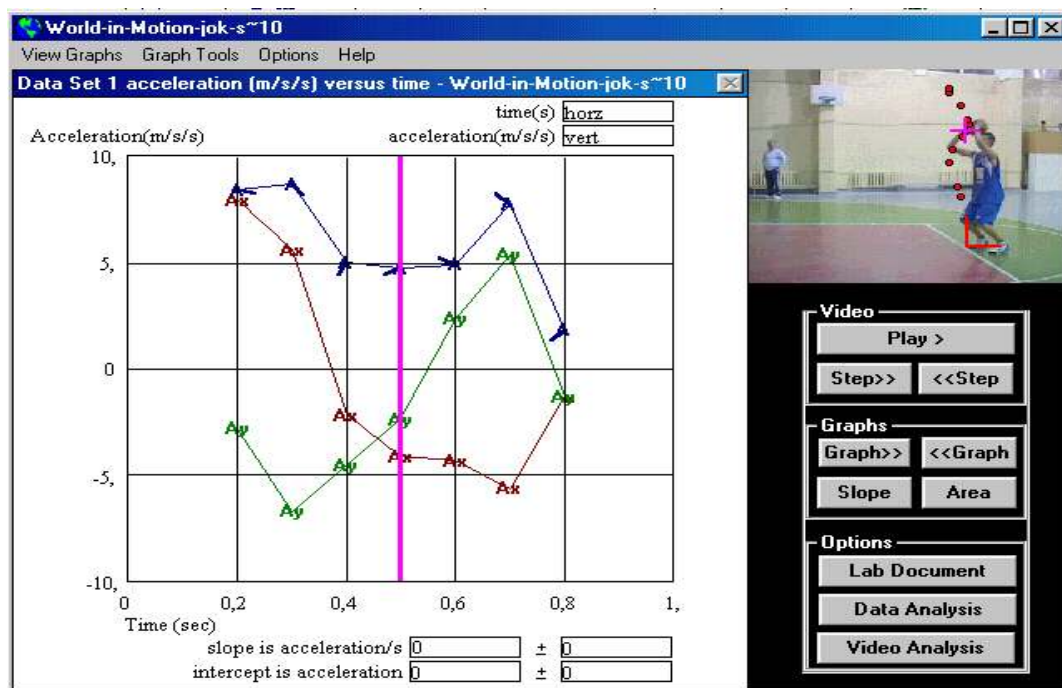 World-in-Motion-jok-s~10
View Graphs Graph Tools Options Help
Data Set 1 acceleration (m/s/s) versus time - World-in-Motion-jok-s~10
time(s) horz
Acceleration(m/s/s) acceleration(m/s/s) vert
10,
A A
Ax
Ax
5, A A A A Ay
Ay A
0
Ax
Ay Ay Ay
Ay Ax Ax
-5, Ax
Ay
-10,
0 0,2 0,4 0,6 0,8 1,
Time (sec)
slope is acceleration/s 0 ± 0
intercept is acceleration 0 ± 0
Video
Play >
Step>> <<Step
Graphs
Graph>> <<Graph
Slope Area
Options
Lab Document
Data Analysis
Video Analysis